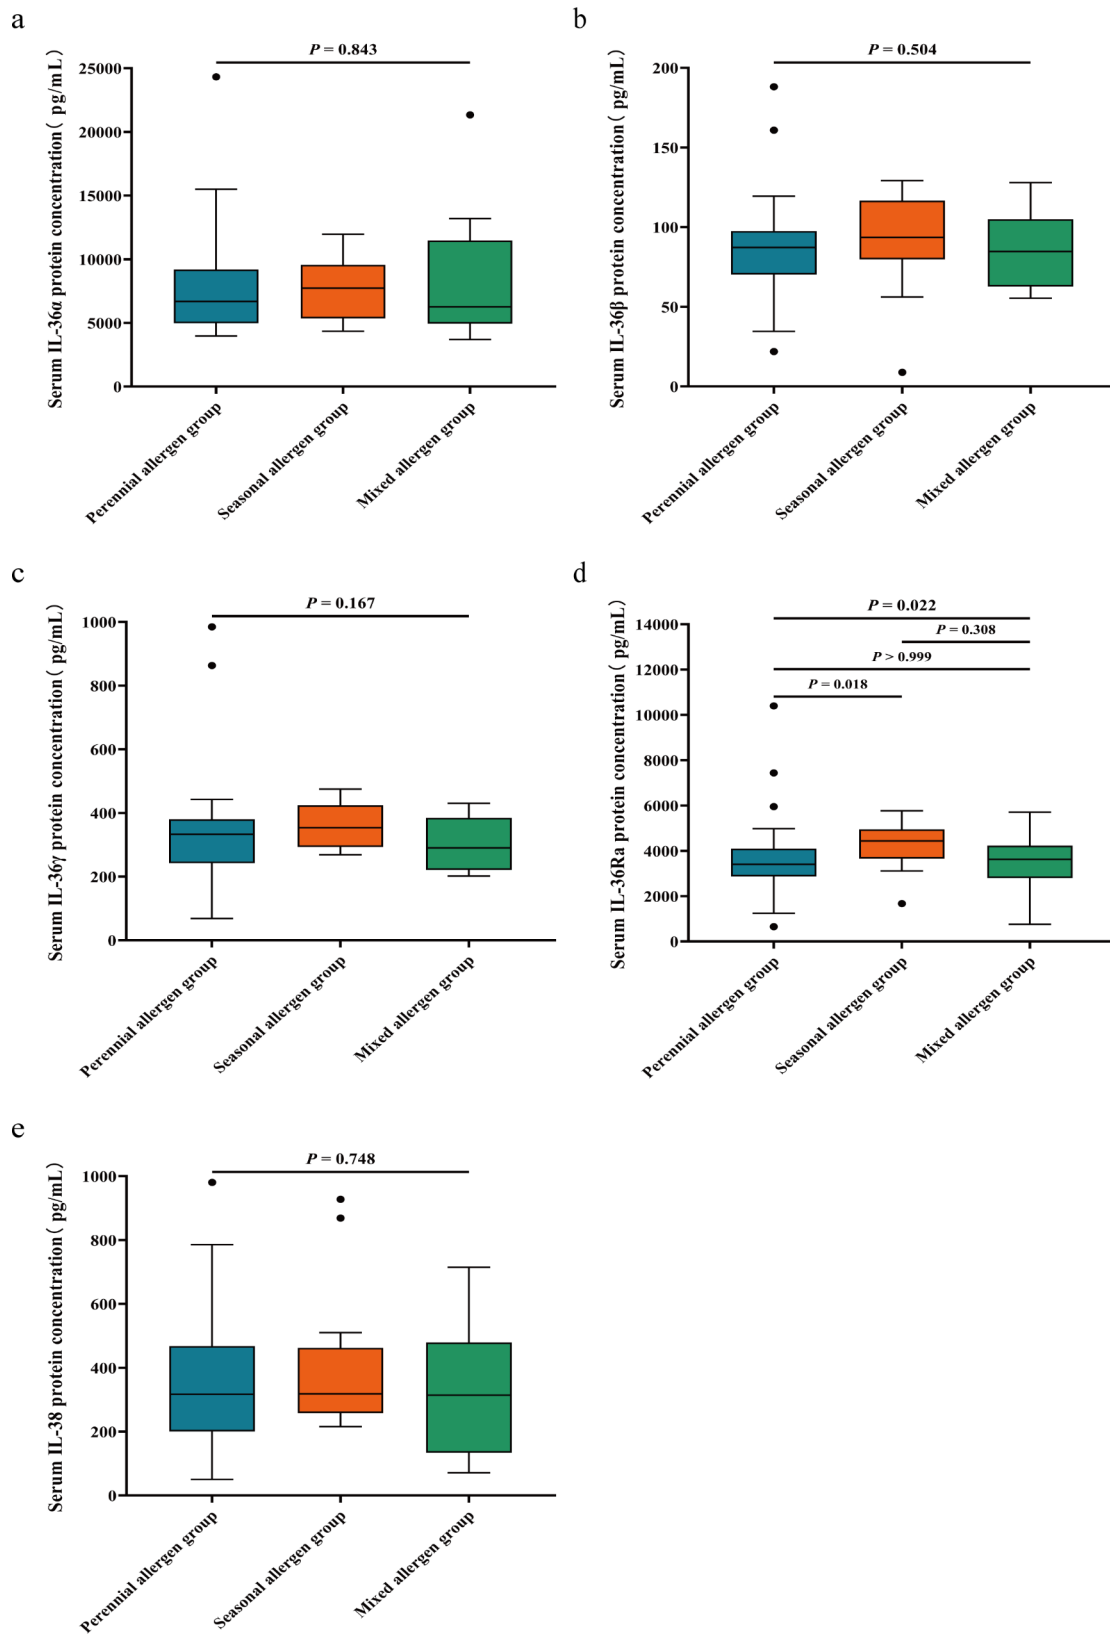 a
P = 0.843
Serum IL-36α protein concentration( pg/mL)
25000
20000
15000
10000
5000
0
Perennial allergen group
Seasonal allergen group
Mixed allergen group
b
P = 0.504
Serum IL-36β protein concentration( pg/mL)
200
150
100
50
0
Perennial allergen group
Seasonal allergen group
Mixed allergen group
c
P = 0.167
Serum IL-36γ protein concentration( pg/mL)
1000
800
600
400
200
0
Perennial allergen group
Seasonal allergen group
Mixed allergen group
d
P = 0.022
P = 0.308
P > 0.999
P = 0.018
Serum IL-36Ra protein concentration( pg/mL)
14000
12000
10000
8000
6000
4000
2000
0
Perennial allergen group
Seasonal allergen group
Mixed allergen group
e
P = 0.748
Serum IL-38 protein concentration( pg/mL)
1000
800
600
400
200
0
Perennial allergen group
Seasonal allergen group
Mixed allergen group